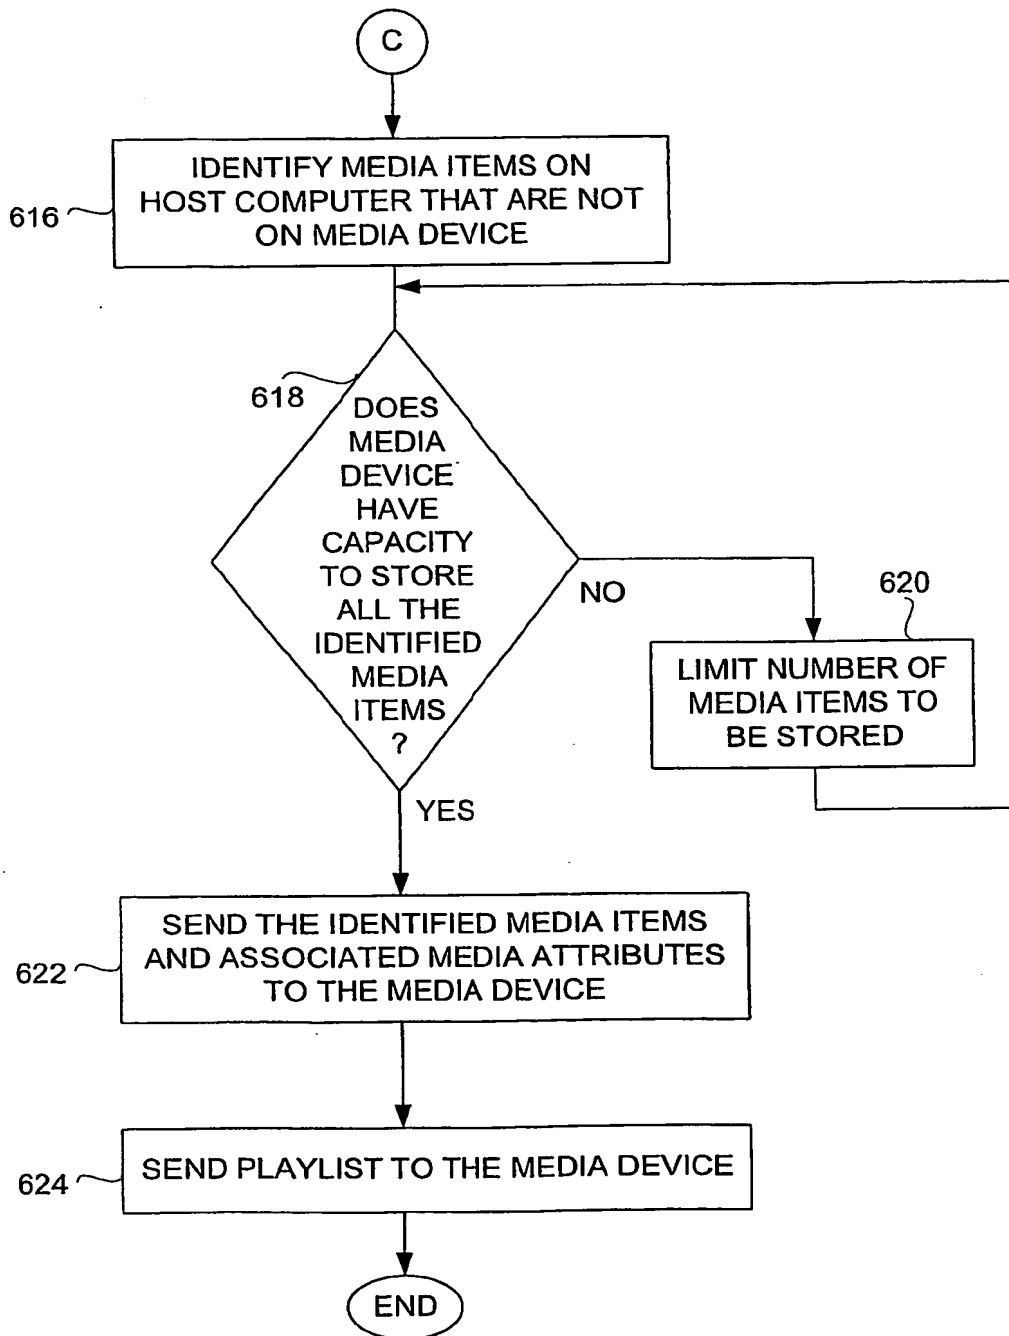 C
IDENTIFY MEDIA ITEMS ON
HOST COMPUTER THAT ARE NOT
ON MEDIA DEVICE
616
618
DOES
MEDIA
DEVICE
HAVE
CAPACITY
TO STORE
ALL THE
IDENTIFIED
MEDIA
ITEMS
?
NO
620
LIMIT NUMBER OF
MEDIA ITEMS TO
BE STORED
YES
SEND THE IDENTIFIED MEDIA ITEMS
AND ASSOCIATED MEDIA ATTRIBUTES
TO THE MEDIA DEVICE
622
SEND PLAYLIST TO THE MEDIA DEVICE
624
END